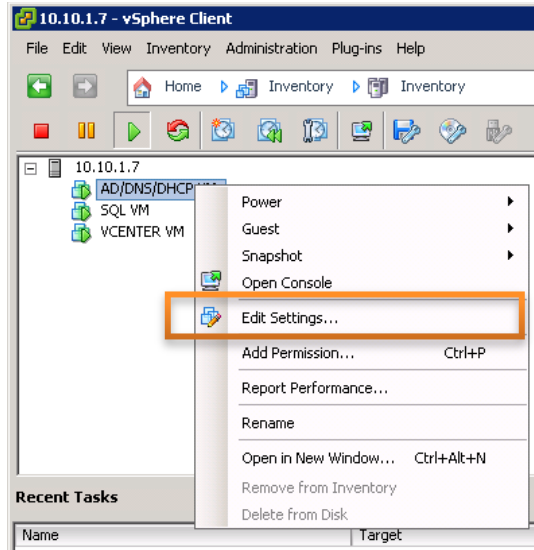 10.10.1.7 - vSphere Client
File Edit View Inventory Administration Plug-ins Help
Home Inventory Inventory
10.10.1.7
AD/DNS/DHCP VM
SQL VM
VCENTER VM
Power
Guest
Snapshot
Open Console
Edit Settings...
Add Permission... Ctrl+P
Report Performance...
Rename
Open in New Window... Ctrl+Alt+N
Remove from Inventory
Delete from Disk
Recent Tasks
Name Target